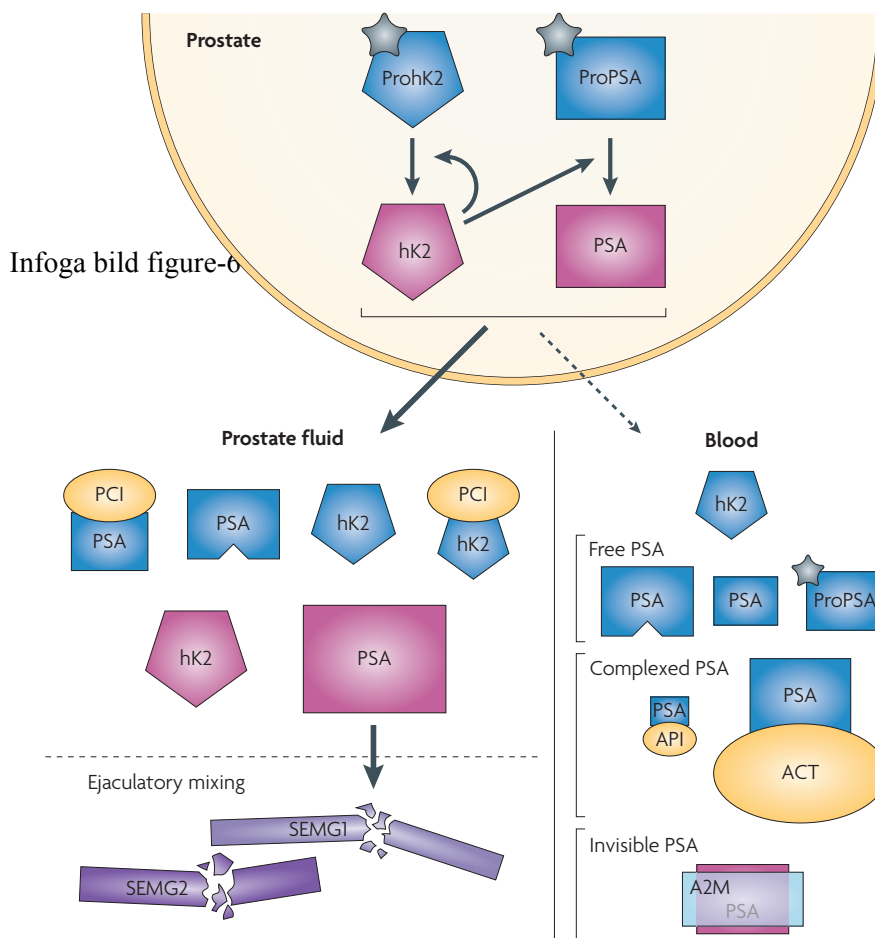 Prostate
ProhK2
ProPSA
hK2
PSA
Infoga bild figure-6
Prostate fluid
Blood
PCI
PSA
PSA
hK2
PCI
hK2
hK2
Free PSA
PSA
PSA
ProPSA
hK2
PSA
Complexed PSA
PSA
API
PSA
ACT
Ejaculatory mixing
SEMG1
SEMG2
Invisible PSA
A2M
PSA